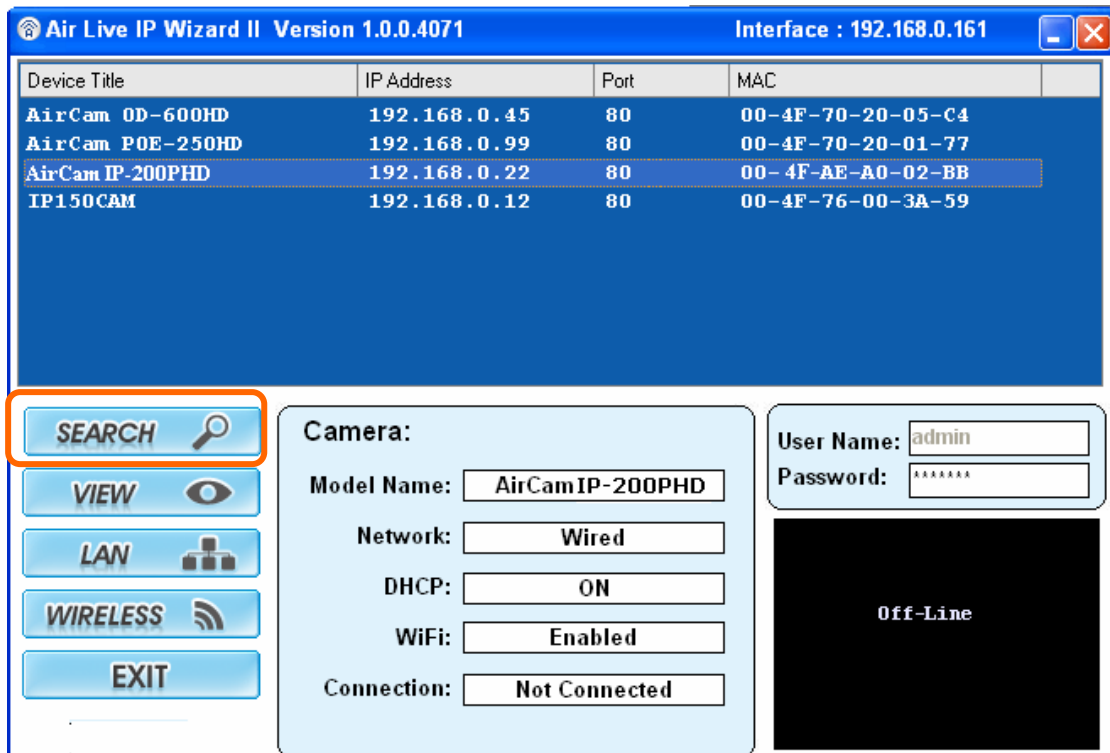 Air Live IP Wizard II Version 1.0.0.4071 Interface : 192.168.0.161
Device Title IP Address Port MAC
AirCam OD-600HD 192.168.0.45 80 00-4F-70-20-05-C4
AirCam POE-250HD 192.168.0.99 80 00-4F-70-20-01-77
AirCam IP-200PHD 192.168.0.22 80 00- 4F-AE-A0-02-BB
IP150CAM 192.168.0.12 80 00-4F-76-00-3A-59
SEARCH
VIEW
LAN
WIRELESS
EXIT
Camera:
Model Name: AirCamIP-200PHD
Network: Wired
DHCP: ON
WiFi: Enabled
Connection: Not Connected
User Name: admin
Password: *******
Off-Line